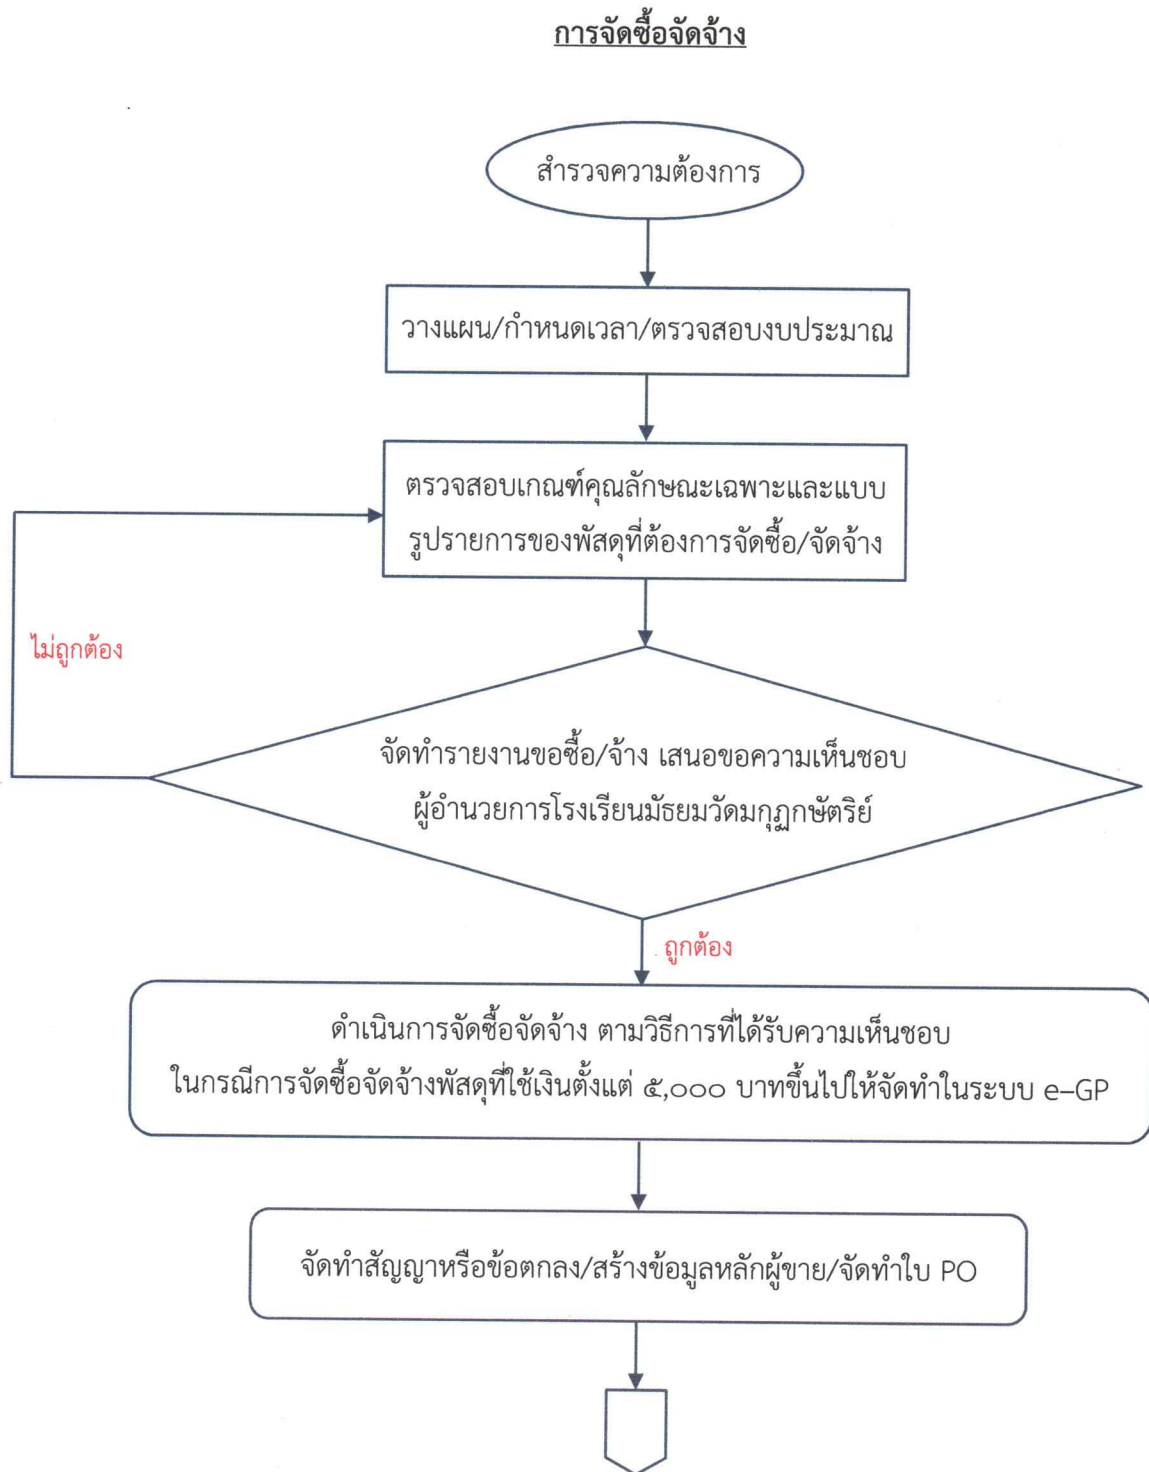 การจัดซื้อจัดจ้าง
สำรวจความต้องการ
วางแผน/กำหนดเวลา/ตรวจสอบงบประมาณ
ตรวจสอบเกณฑ์คุณลักษณะเฉพาะและแบบ
รูปรายการของพัสดุที่ต้องการจัดซื้อ/จัดจ้าง
ไม่ถูกต้อง
จัดทำรายงานขอซื้อ/จ้าง เสนอขอความเห็นชอบ
ผู้อำนวยการโรงเรียนมัธยมวัดมกุฏกษัตริย์
ถูกต้อง
ดำเนินการจัดซื้อจัดจ้าง ตามวิธีการที่ได้รับความเห็นชอบ
ในกรณีการจัดซื้อจัดจ้างพัสดุที่ใช้เงินตั้งแต่ ๕,๐๐๐ บาทขึ้นไปให้จัดทำในระบบ e-GP
จัดทำสัญญาหรือข้อตกลง/สร้างข้อมูลหลักผู้ขาย/จัดทำใบ PO